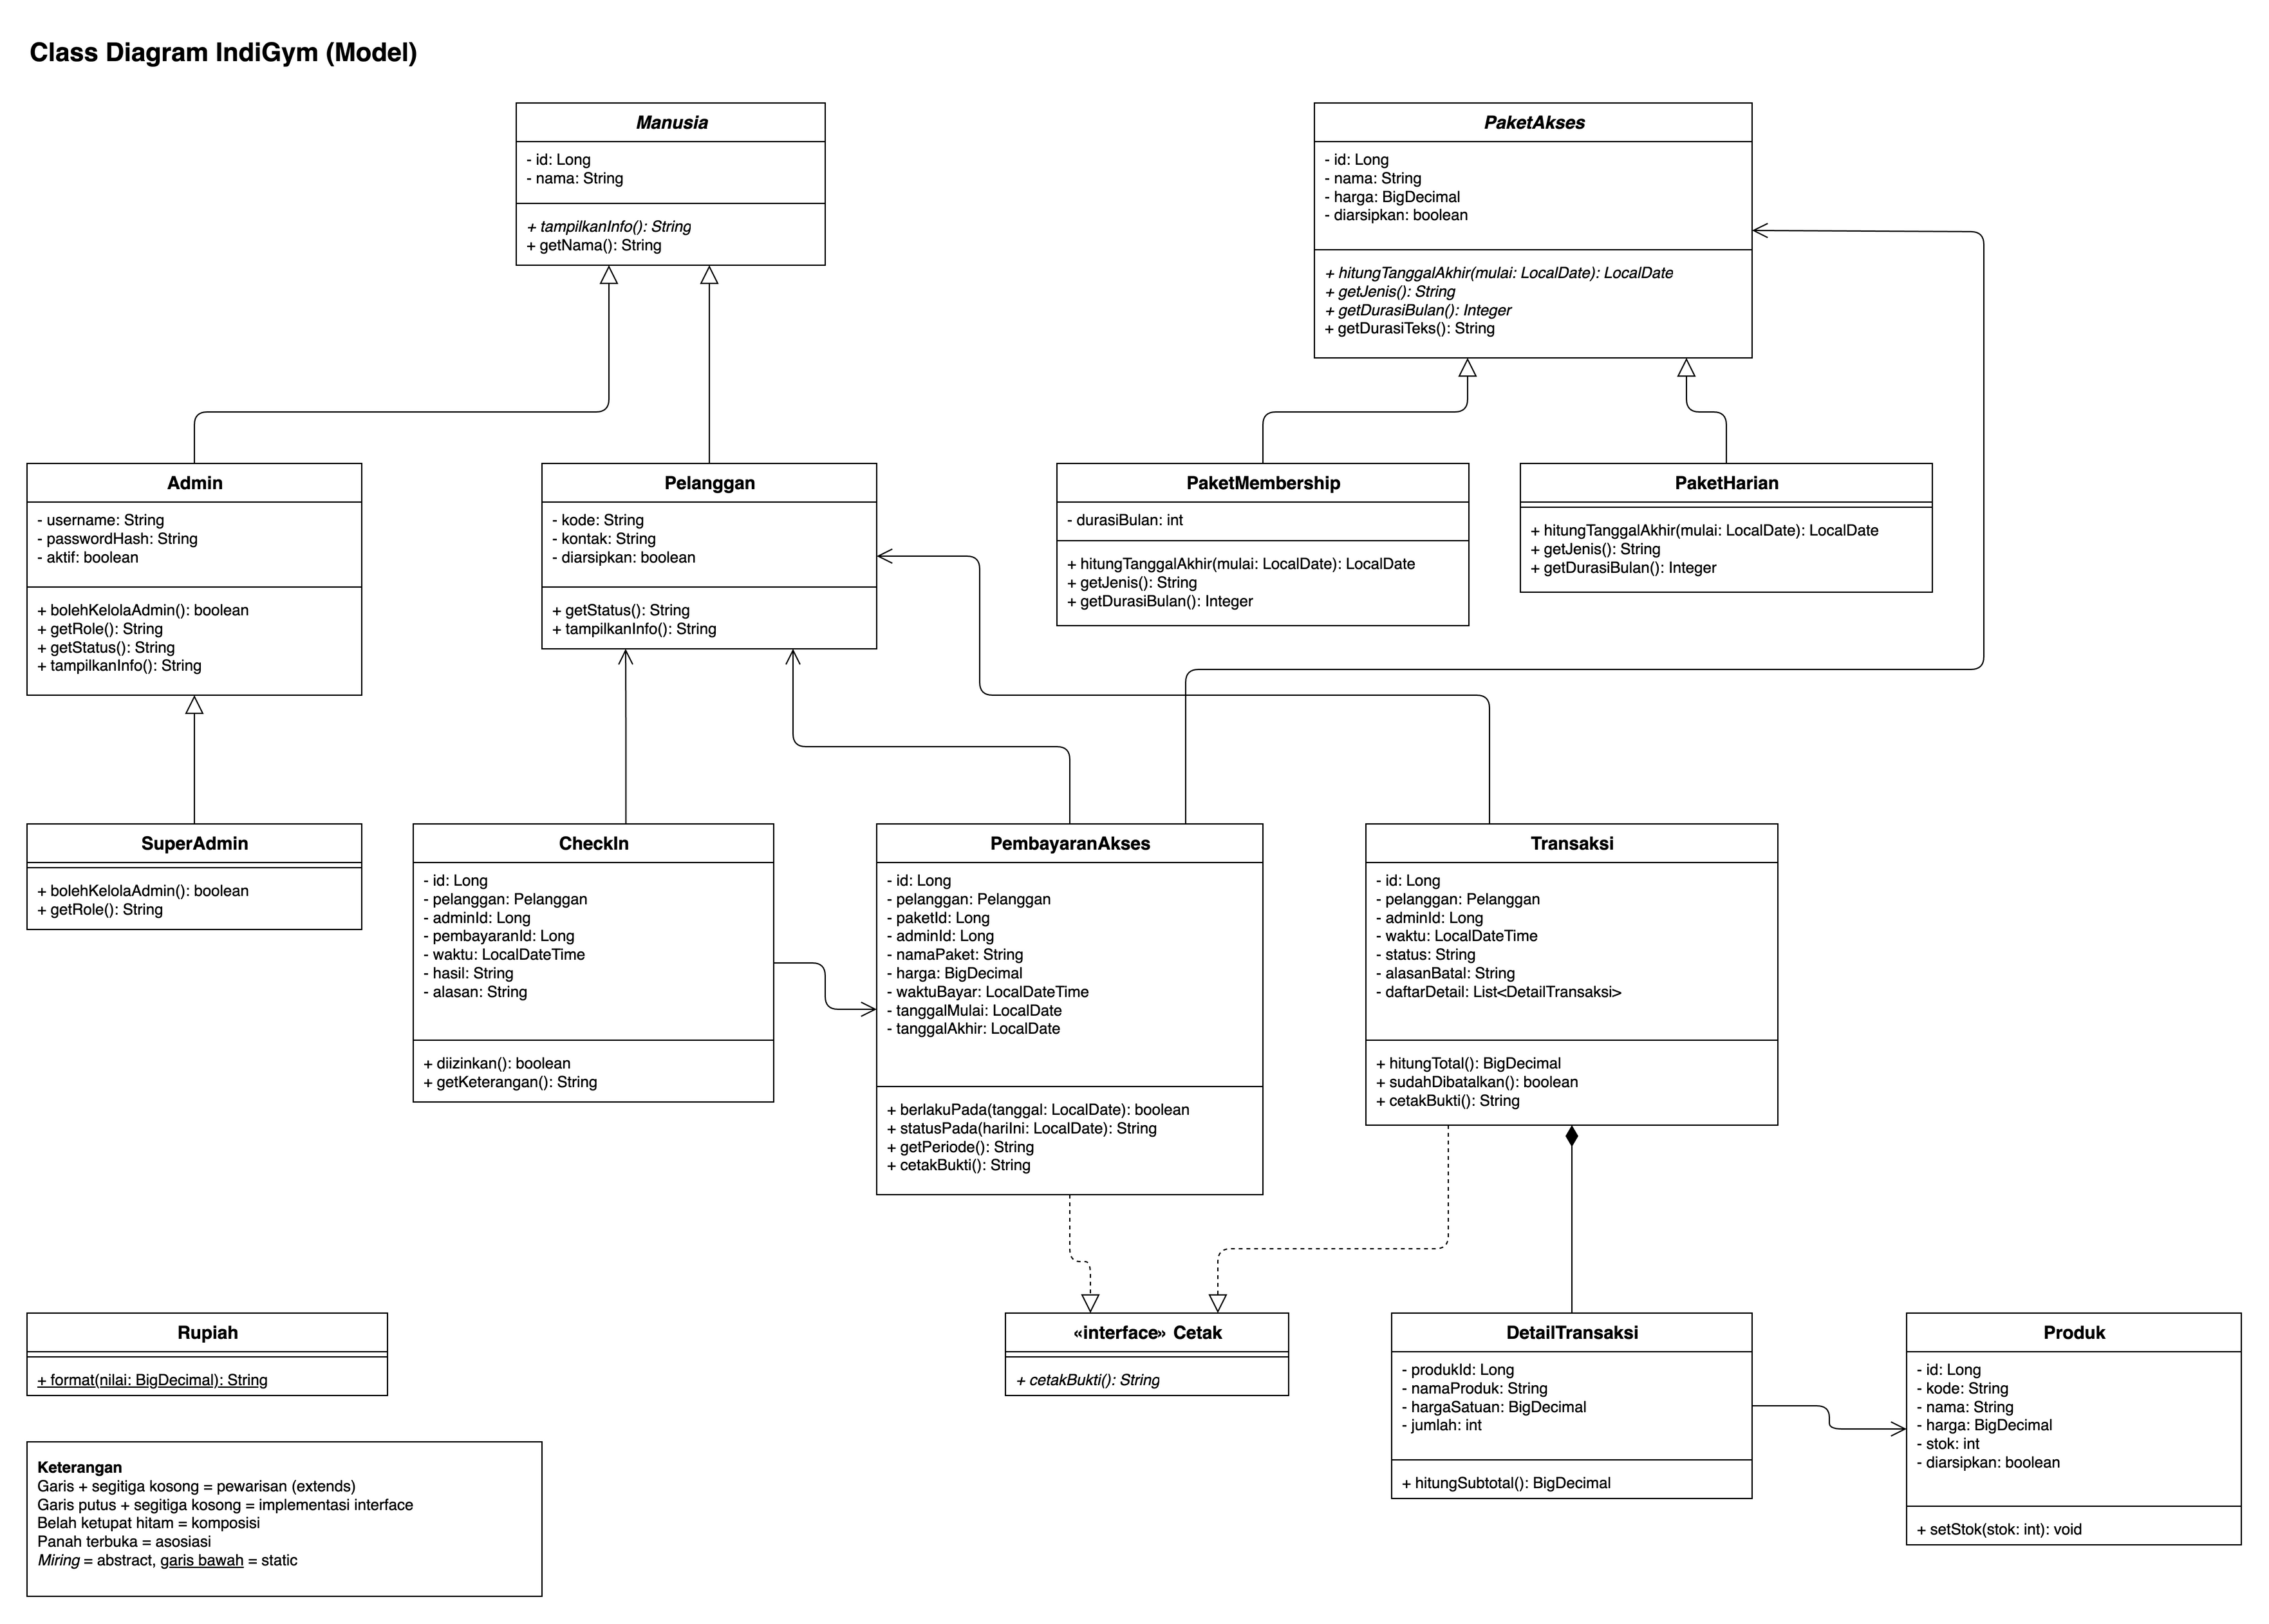 Class Diagram IndiGym (Model)
Manusia
- id: Long
- nama: String
+ tampilkanInfo(): String
+ getNama(): String
PaketAkses
- id: Long
- nama: String
- harga: BigDecimal
- diarsipkan: boolean
+ hitungTanggalAkhir(mulai: LocalDate): LocalDate
+ getJenis(): String
+ getDurasiBulan(): Integer
+ getDurasiTeks(): String
Admin
- username: String
- passwordHash: String
- aktif: boolean
+ bolehKelolaAdmin(): boolean
+ getRole(): String
+ getStatus(): String
+ tampilkanInfo(): String
Pelanggan
- kode: String
- kontak: String
- diarsipkan: boolean
+ getStatus(): String
+ tampilkanInfo(): String
PaketMembership
- durasiBulan: int
+ hitungTanggalAkhir(mulai: LocalDate): LocalDate
+ getJenis(): String
+ getDurasiBulan(): Integer
PaketHarian
+ hitungTanggalAkhir(mulai: LocalDate): LocalDate
+ getJenis(): String
+ getDurasiBulan(): Integer
SuperAdmin
+ bolehKelolaAdmin(): boolean
+ getRole(): String
CheckIn
- id: Long
- pelanggan: Pelanggan
- adminId: Long
- pembayaranId: Long
- waktu: LocalDateTime
- hasil: String
- alasan: String
+ diizinkan(): boolean
+ getKeterangan(): String
PembayaranAkses
- id: Long
- pelanggan: Pelanggan
- paketId: Long
- adminId: Long
- namaPaket: String
- harga: BigDecimal
- waktuBayar: LocalDateTime
- tanggalMulai: LocalDate
- tanggalAkhir: LocalDate
+ berlakuPada(tanggal: LocalDate): boolean
+ statusPada(hariIni: LocalDate): String
+ getPeriode(): String
+ cetakBukti(): String
Transaksi
- id: Long
- pelanggan: Pelanggan
- adminId: Long
- waktu: LocalDateTime
- status: String
- alasanBatal: String
- daftarDetail: List<DetailTransaksi>
+ hitungTotal(): BigDecimal
+ sudahDibatalkan(): boolean
+ cetakBukti(): String
Rupiah
+ format(nilai: BigDecimal): String
«interface» Cetak
+ cetakBukti(): String
DetailTransaksi
- produkId: Long
- namaProduk: String
- hargaSatuan: BigDecimal
- jumlah: int
+ hitungSubtotal(): BigDecimal
Produk
- id: Long
- kode: String
- nama: String
- harga: BigDecimal
- stok: int
- diarsipkan: boolean
+ setStok(stok: int): void
Keterangan
Garis + segitiga kosong = pewarisan (extends)
Garis putus + segitiga kosong = implementasi interface
Belah ketupat hitam = komposisi
Panah terbuka = asosiasi
Miring = abstract, garis bawah = static